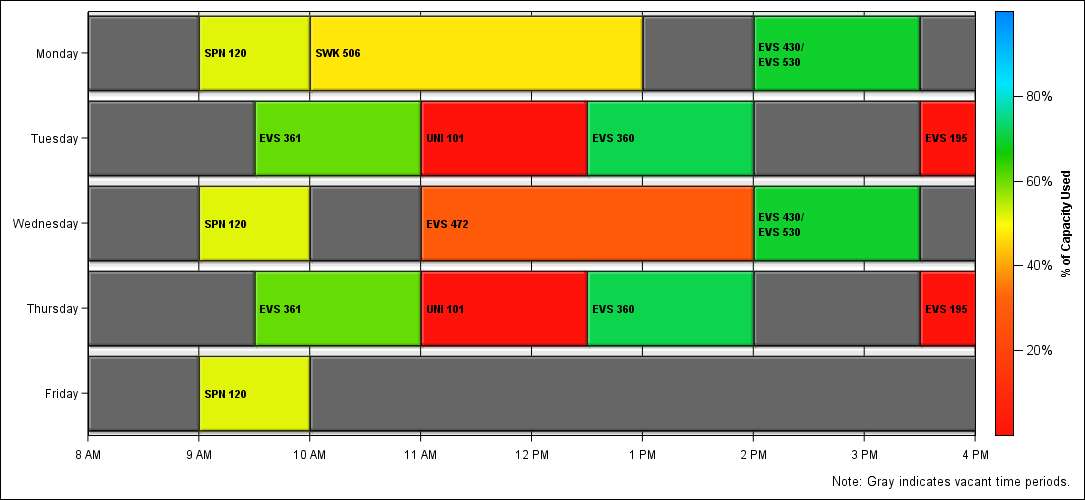 Monday
SPN 120
SWK 506
EVS 430/
EVS 530
80%
Tuesday
EVS 361
UNI 101
EVS 360
EVS 195
60%
Wednesday
SPN 120
EVS 472
EVS 430/
EVS 530
% of Capacity Used
40%
Thursday
EVS 361
UNI 101
EVS 360
EVS 195
20%
Friday
SPN 120
8 AM
9 AM
10 AM
11 AM
12 PM
1 PM
2 PM
3 PM
4 PM
Note: Gray indicates vacant time periods.